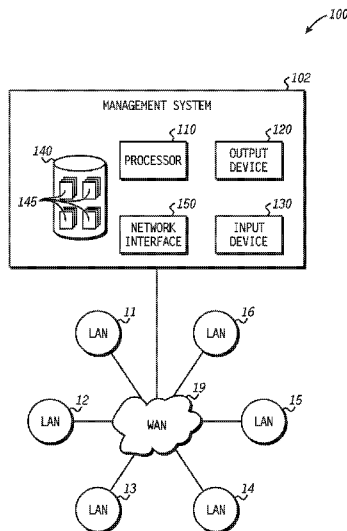 100
102
MANAGEMENT SYSTEM
140
110
120
PROCESSOR
OUTPUT
DEVICE
145
150
130
NETWORK
INTERFACE
INPUT
DEVICE
11
16
LAN
LAN
12
19
15
LAN
WAN
LAN
13
14
LAN
LAN